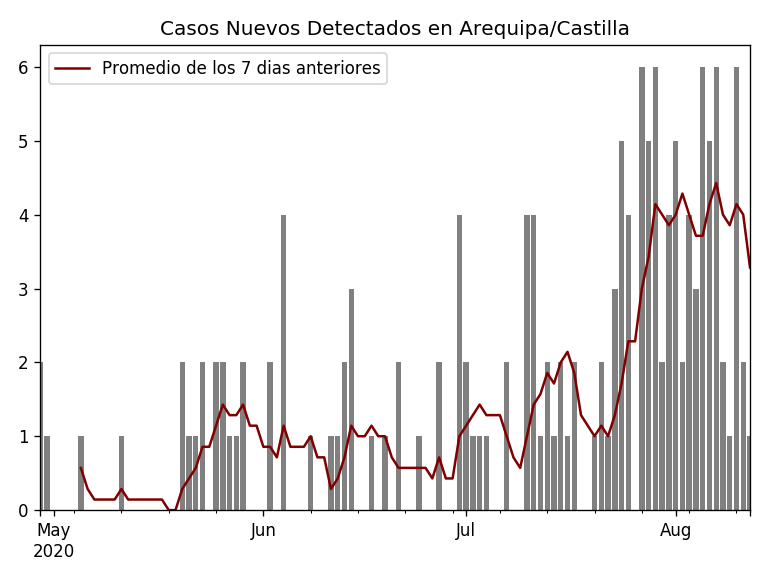 Casos Nuevos Detectados en Arequipa/Castilla
Promedio de los 7 dias anteriores
6
5
4
3
2
1
0
May
2020
Jun
Jul
Aug